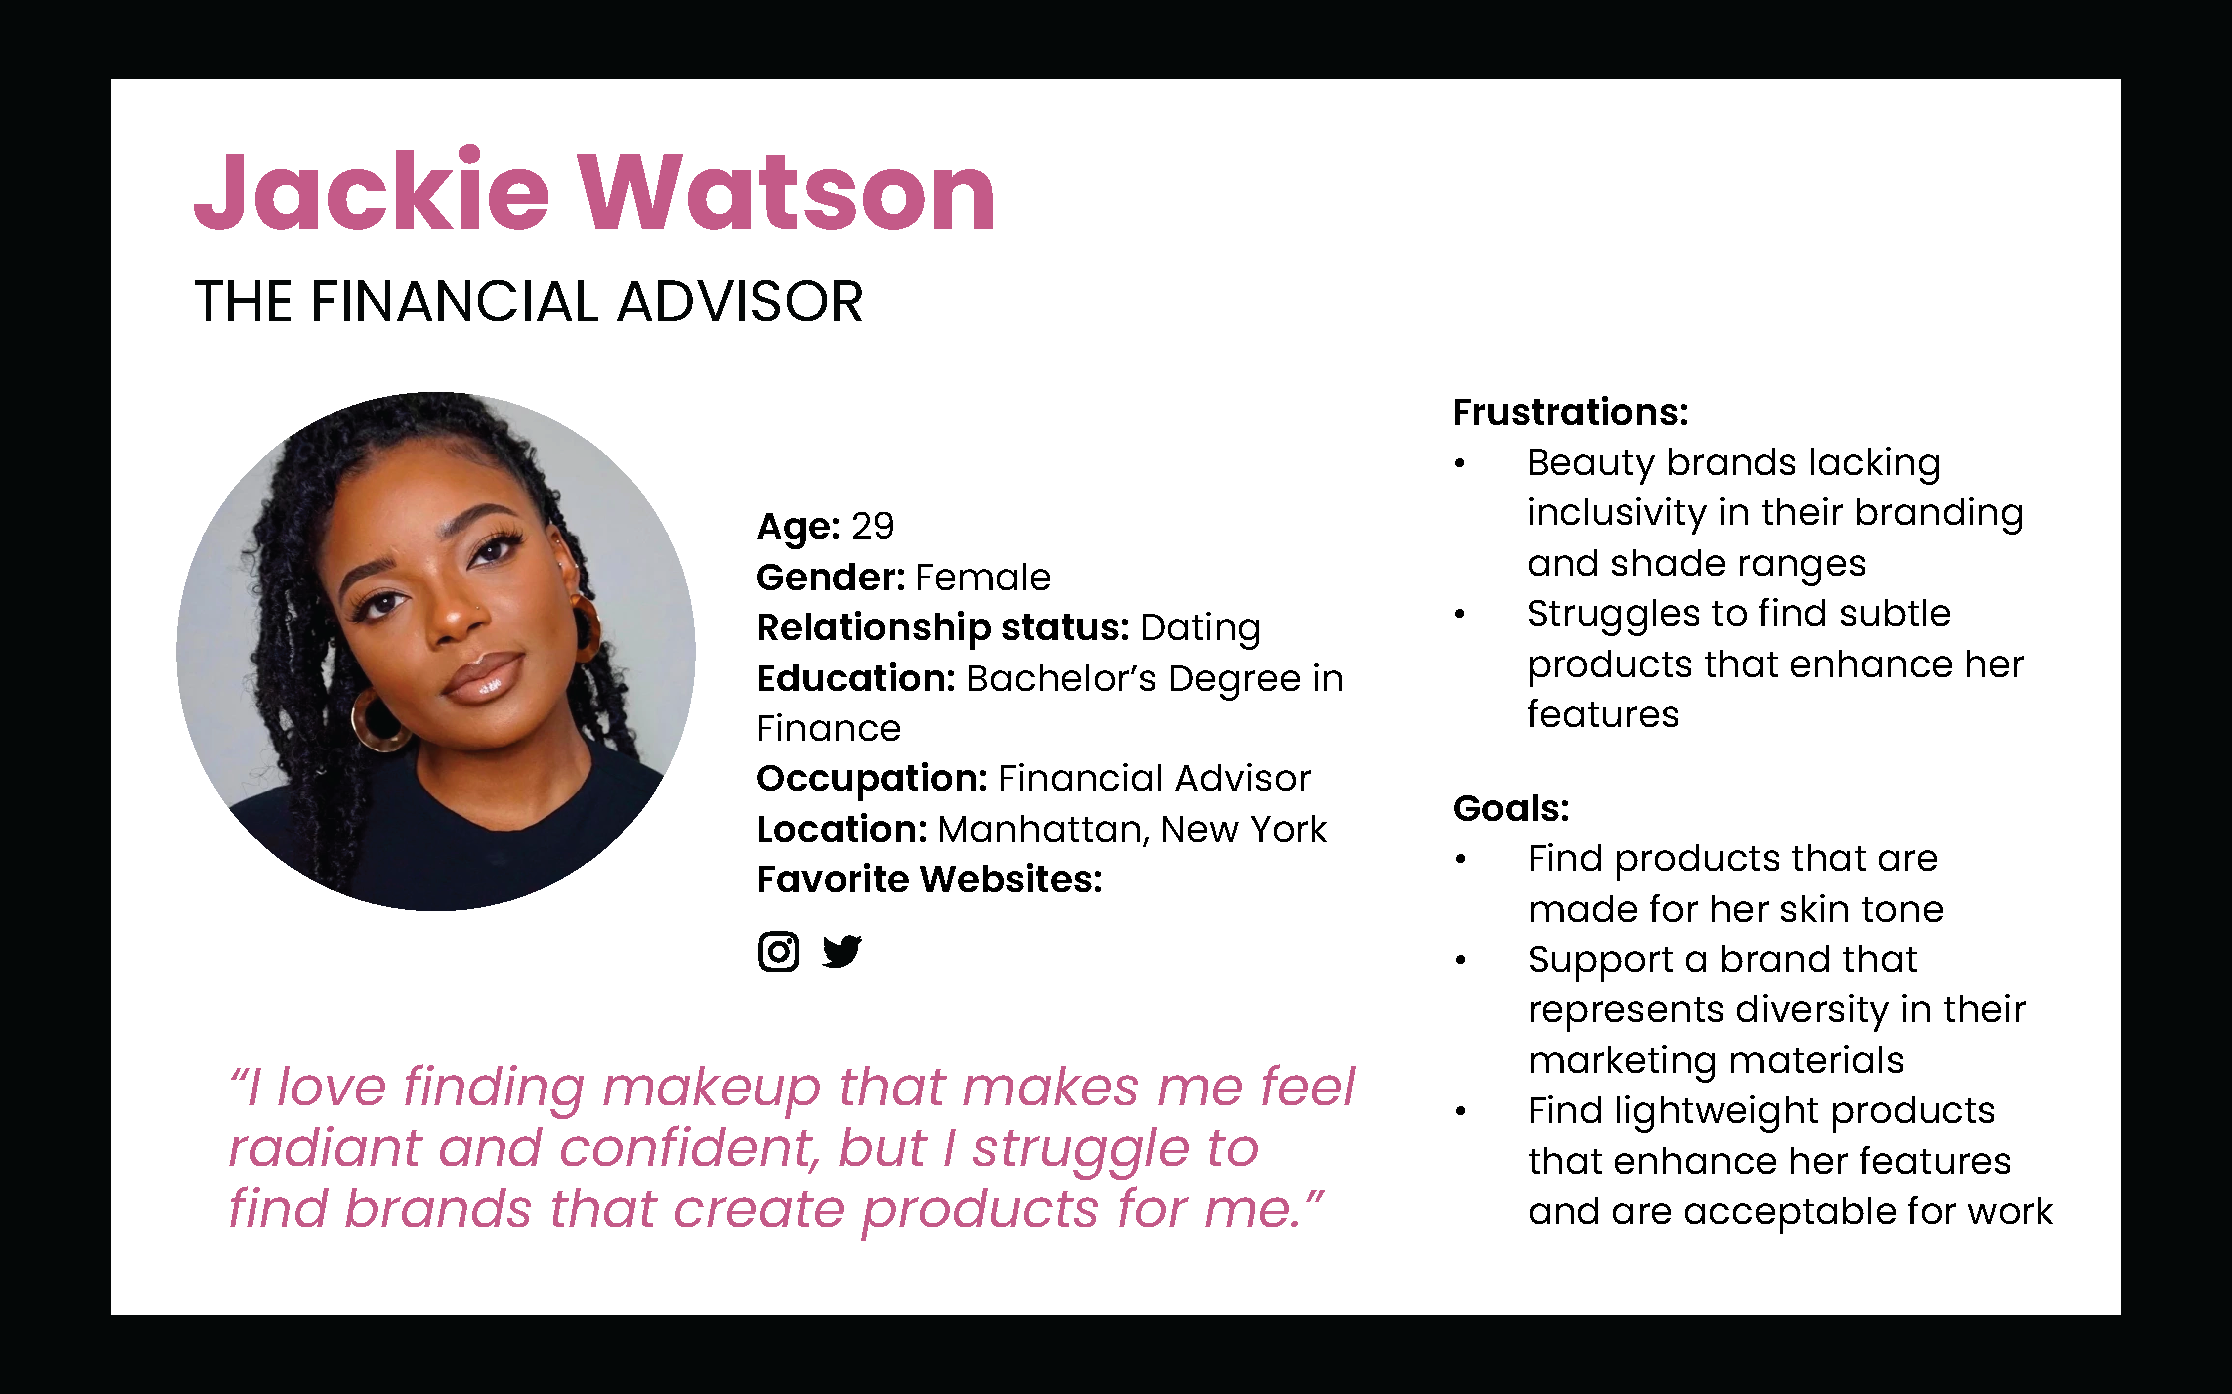 Jackie Watson
THE FINANCIAL ADVISOR
Age: 29
Gender: Female
Relationship status: Dating
Education: Bachelor’s Degree in
Finance
Occupation: Financial Advisor
Location: Manhattan, New York
Favorite Websites:
“I love finding makeup that makes me feel
radiant and confident, but I struggle to
find brands that create products for me.”
Frustrations:
• Beauty brands lacking
inclusivity in their branding
and shade ranges
• Struggles to find subtle
products that enhance her
features
Goals:
• Find products that are
made for her skin tone
• Support a brand that
represents diversity in their
marketing materials
• Find lightweight products
that enhance her features
and are acceptable for work